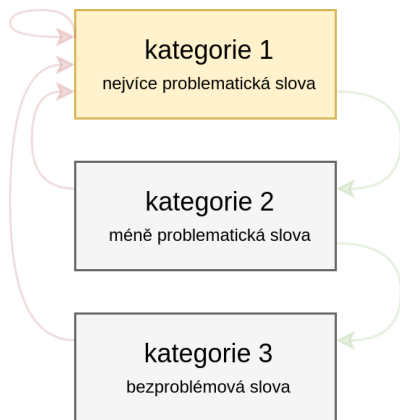 kategorie 1
nejvíce problematická slova
kategorie 2
méně problematická slova
kategorie 3
bezproblémová slova